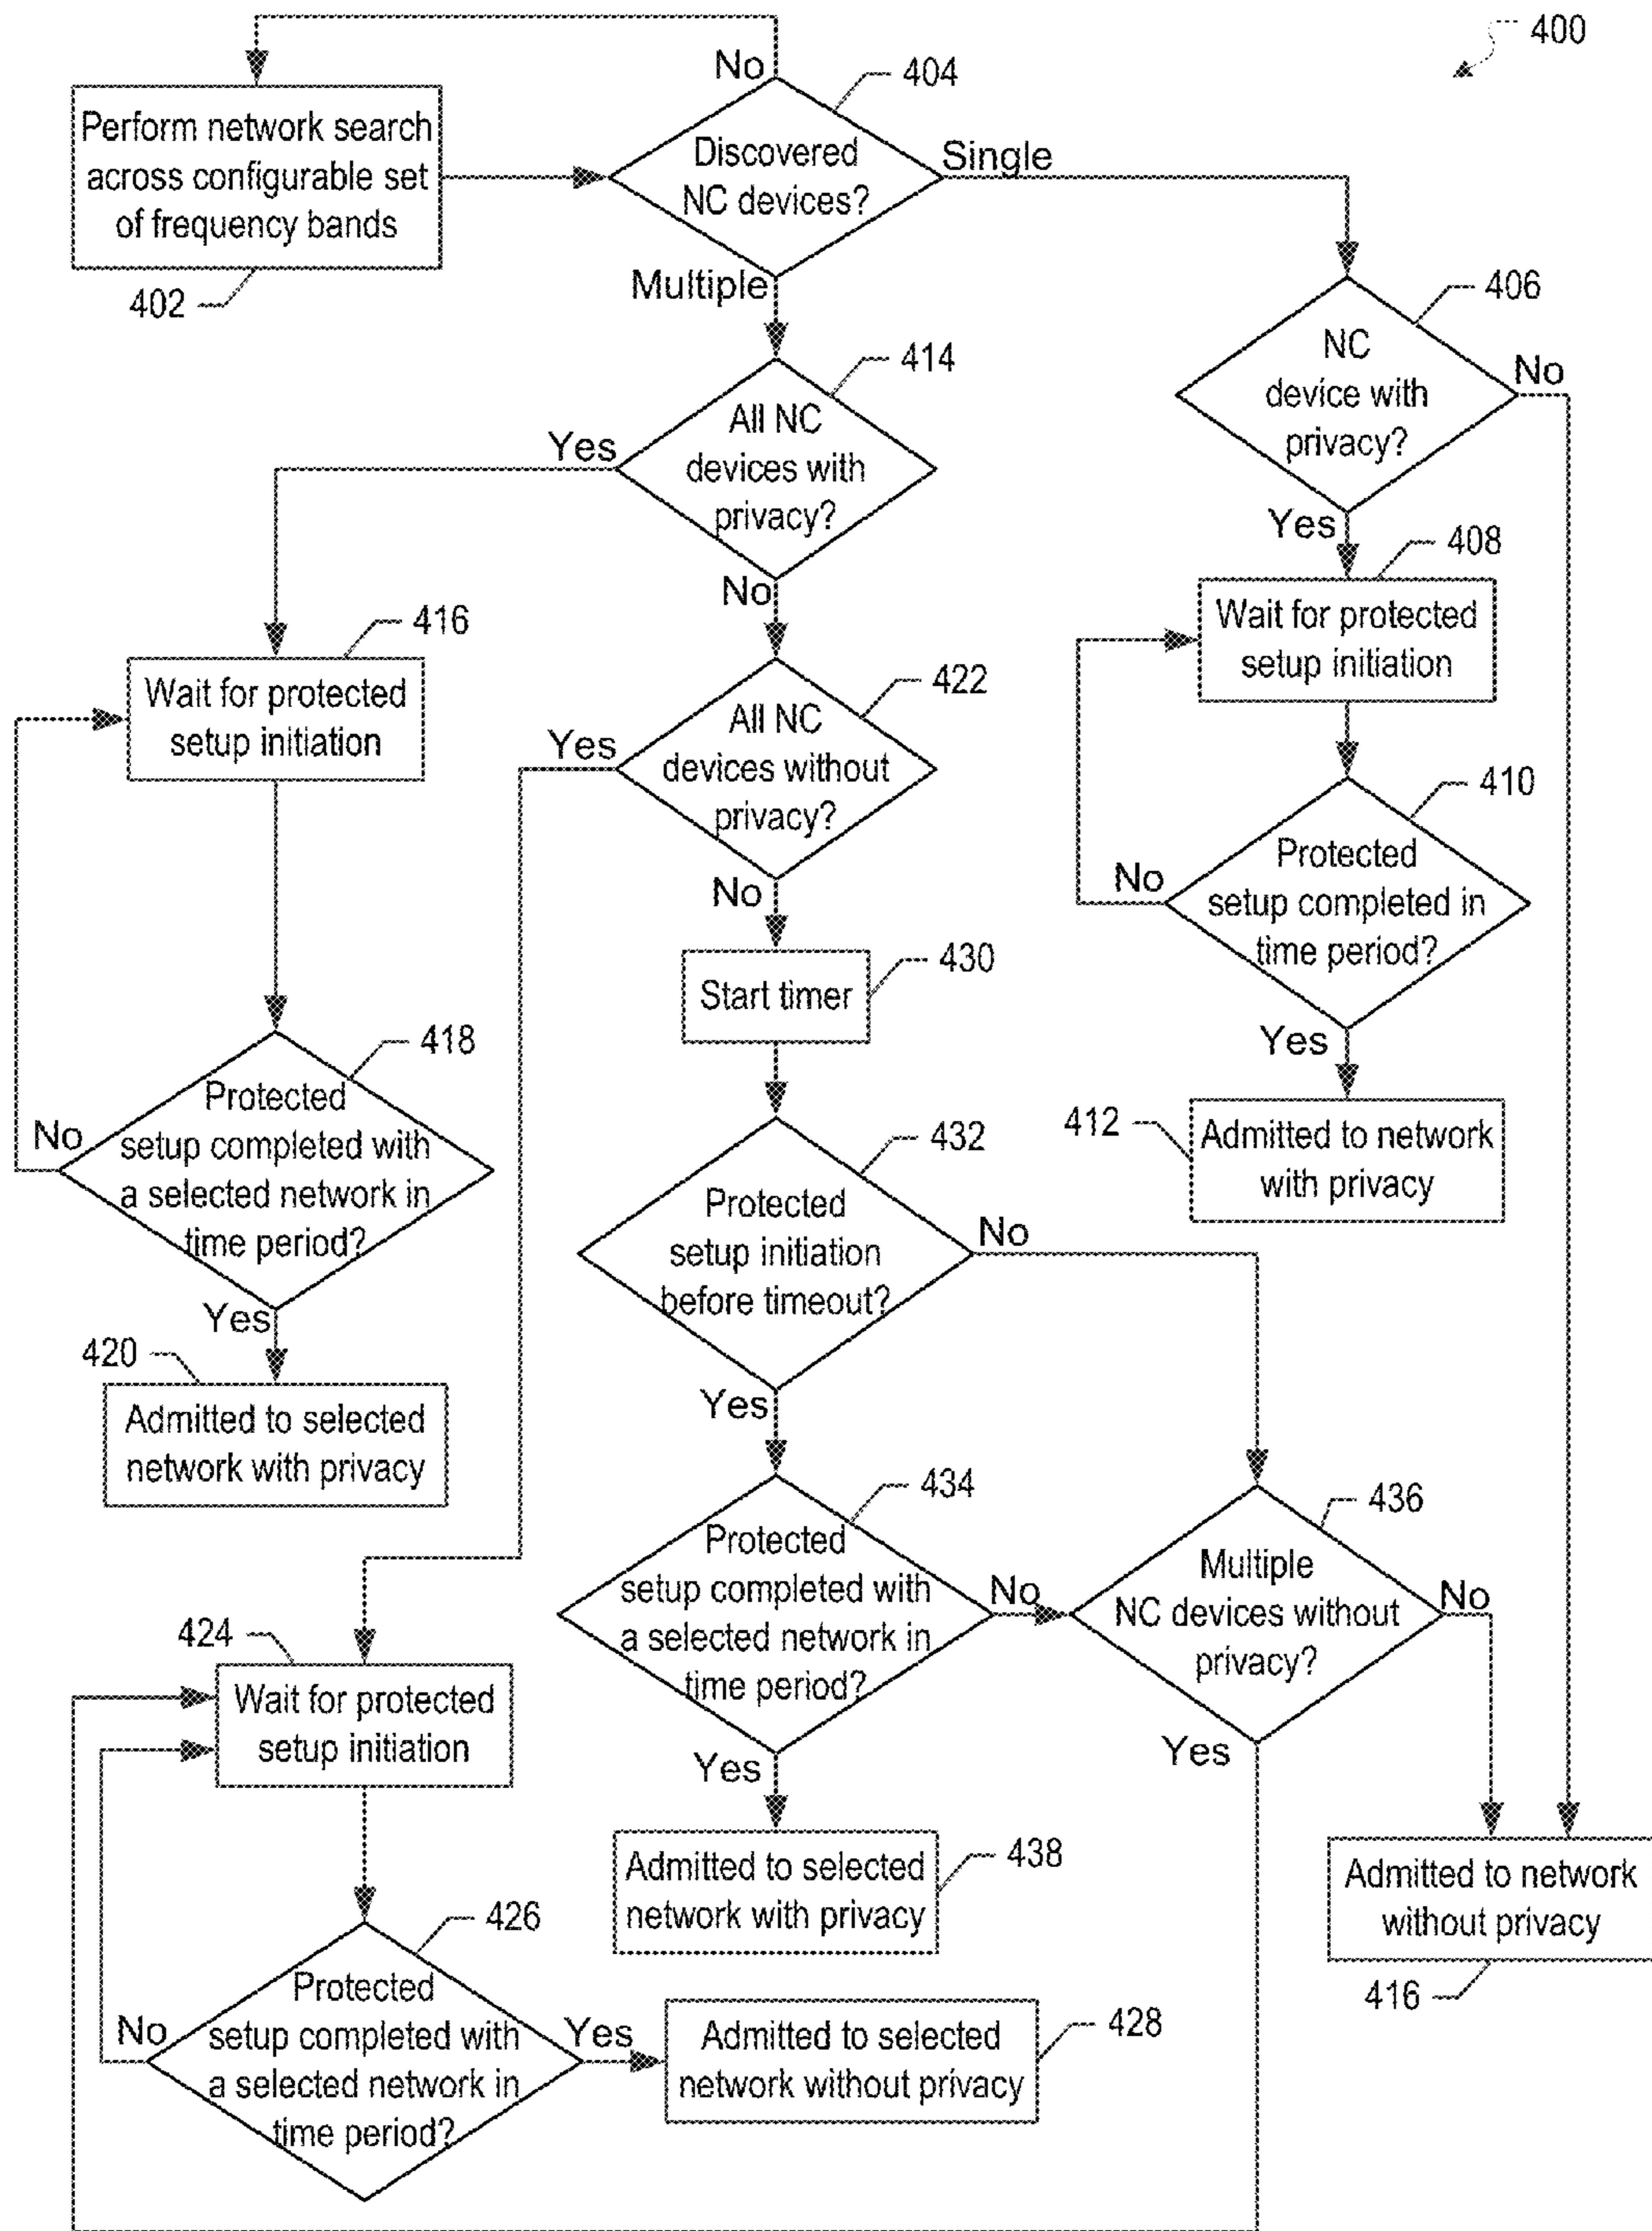 400
No
404
Perform network search
across configurable set
of frequency bands
402
Discovered
NC devices?
Single
Multiple
406
NC
device with
privacy?
No
Yes
414
All NC
devices with
privacy?
Yes
No
408
Wait for protected
setup initiation
416
Wait for protected
setup initiation
422
All NC
devices without
privacy?
Yes
No
410
Protected
setup completed in
time period?
No
Yes
430
Start timer
418
Protected
setup completed with
a selected network in
time period?
No
Yes
412
Admitted to network
with privacy
432
Protected
setup initiation
before timeout?
No
Yes
420
Admitted to selected
network with privacy
434
Protected
setup completed with
a selected network in
time period?
No
Yes
436
Multiple
NC devices without
privacy?
No
Yes
424
Wait for protected
setup initiation
438
Admitted to selected
network with privacy
Admitted to network
without privacy
416
426
Protected
setup completed with
a selected network in
time period?
No
Yes
428
Admitted to selected
network without privacy